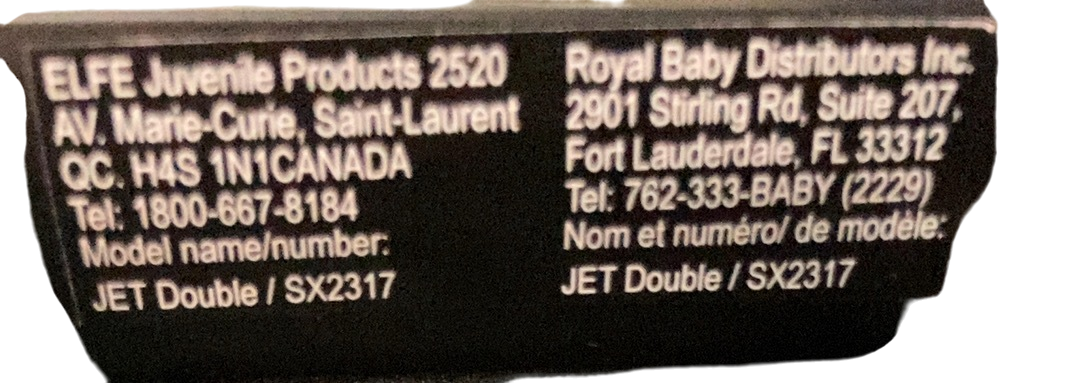 ELFE Juvenile Products 2520
AV. Marie-Curie, Saint-Laurent
QC. H4S 1N1CANADA
Tel: 1800-667-8184
Model name/number:
JET Double / SX2317
Royal Baby Distributors Inc.
2901 Stirling Rd, Suite 207,
Fort Lauderdale, FL 33312
Tel: 762-333-BABY (2229)
Nom et numéro/ de modèle:
JET Double / SX2317